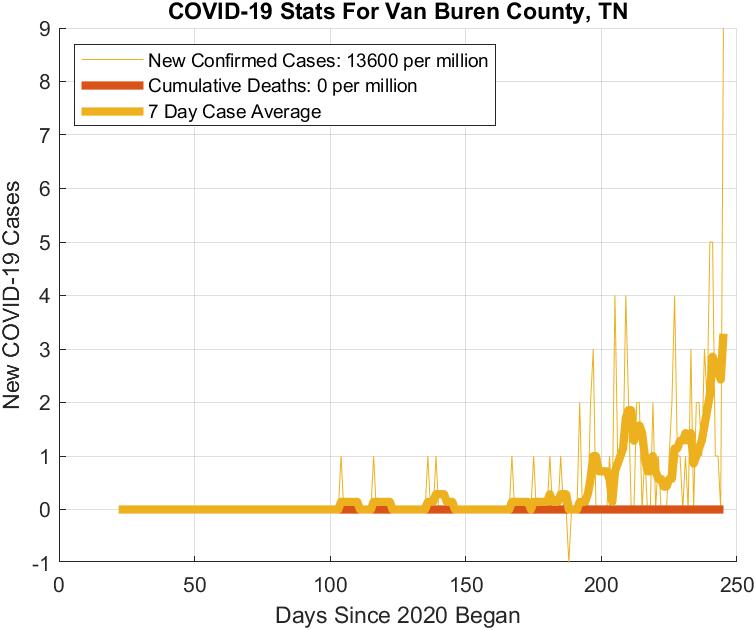 COVID-19 Stats For Van Buren County, TN
New Confirmed Cases: 13600 per million
Cumulative Deaths: 0 per million
7 Day Case Average
New COVID-19 Cases
9
8
7
6
5
4
3
2
1
0
-1
0 50 100 150 200 250
Days Since 2020 Began